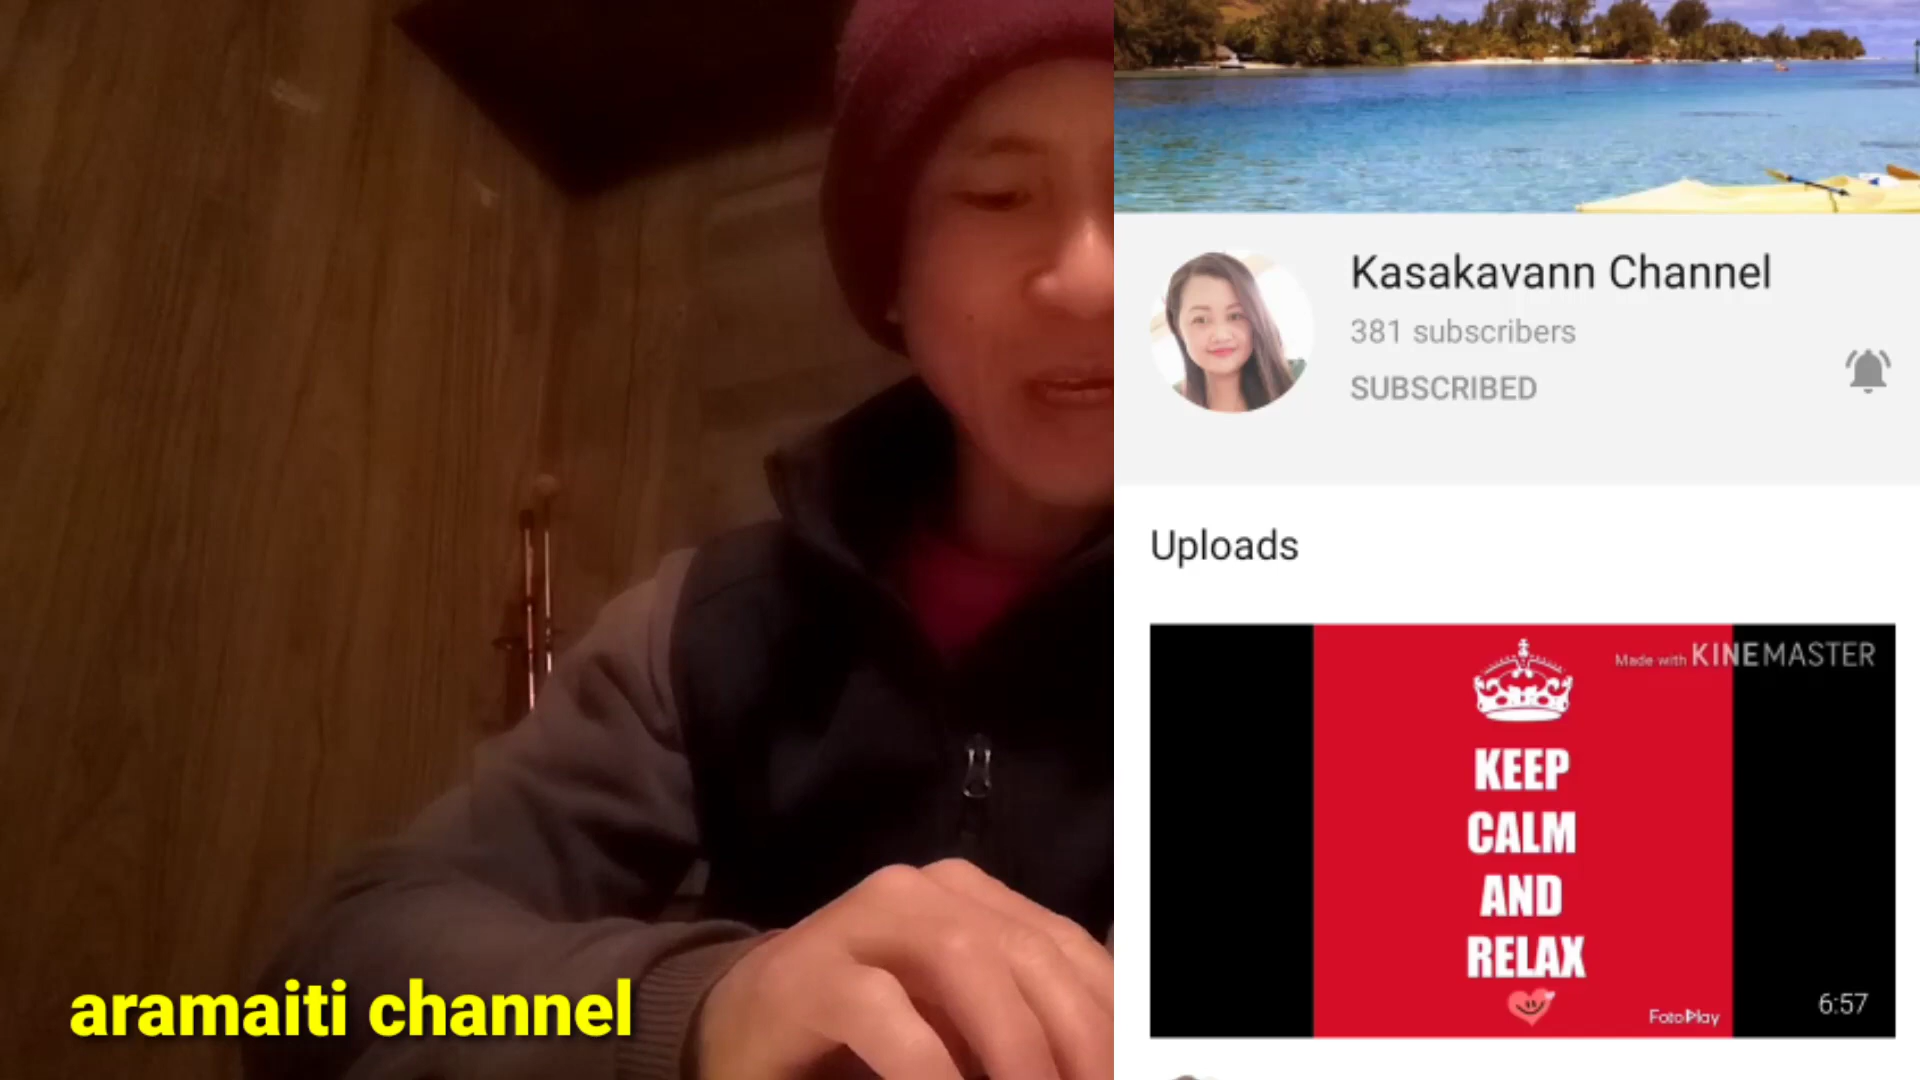 aramaiti channel
Kasakavann Channel
381 subscribers
SUBSCRIBED
Uploads
Made with KINEMASTER
KEEP
CALM
AND
RELAX
FotoPlay
6:57